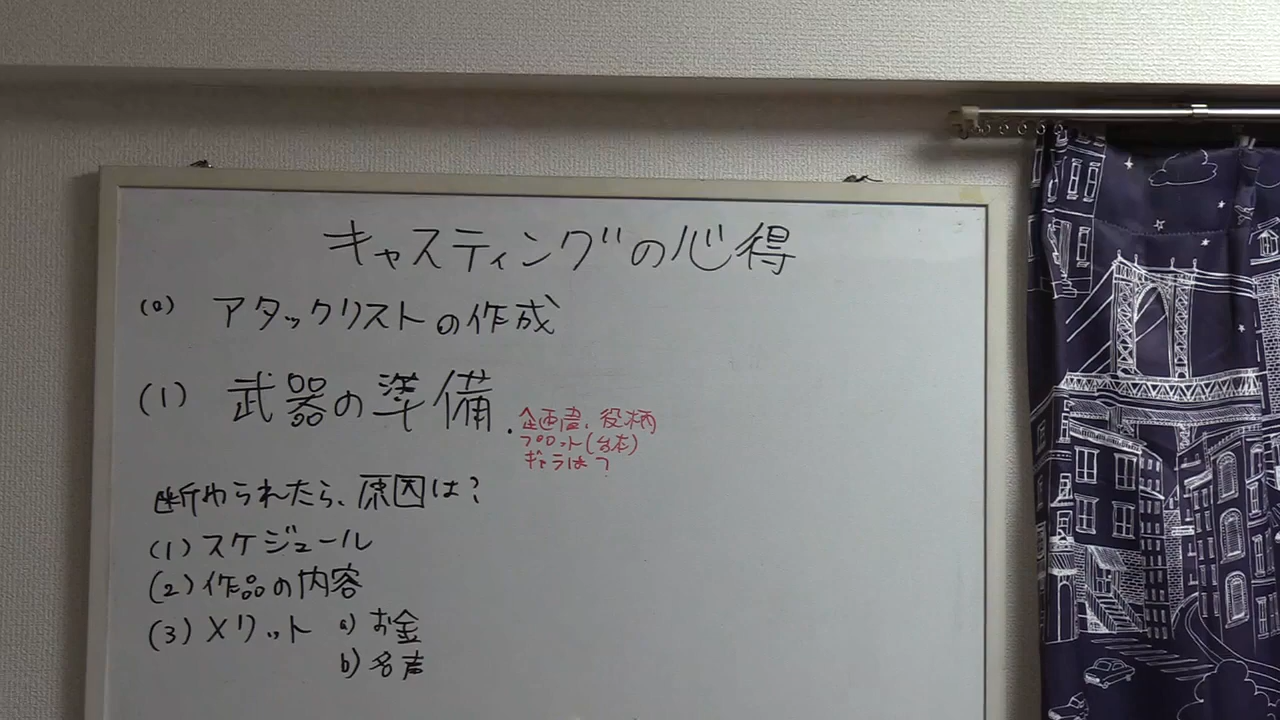 キャスティングの心得
(0) アタックリストの作成
(1) 武器の準備
・企画書、役柄
プロット(台本)
ギャラは?
断わられたら、原因は?
(1) スケジュール
(2) 作品の内容
(3) メリット a) お金
b) 名声